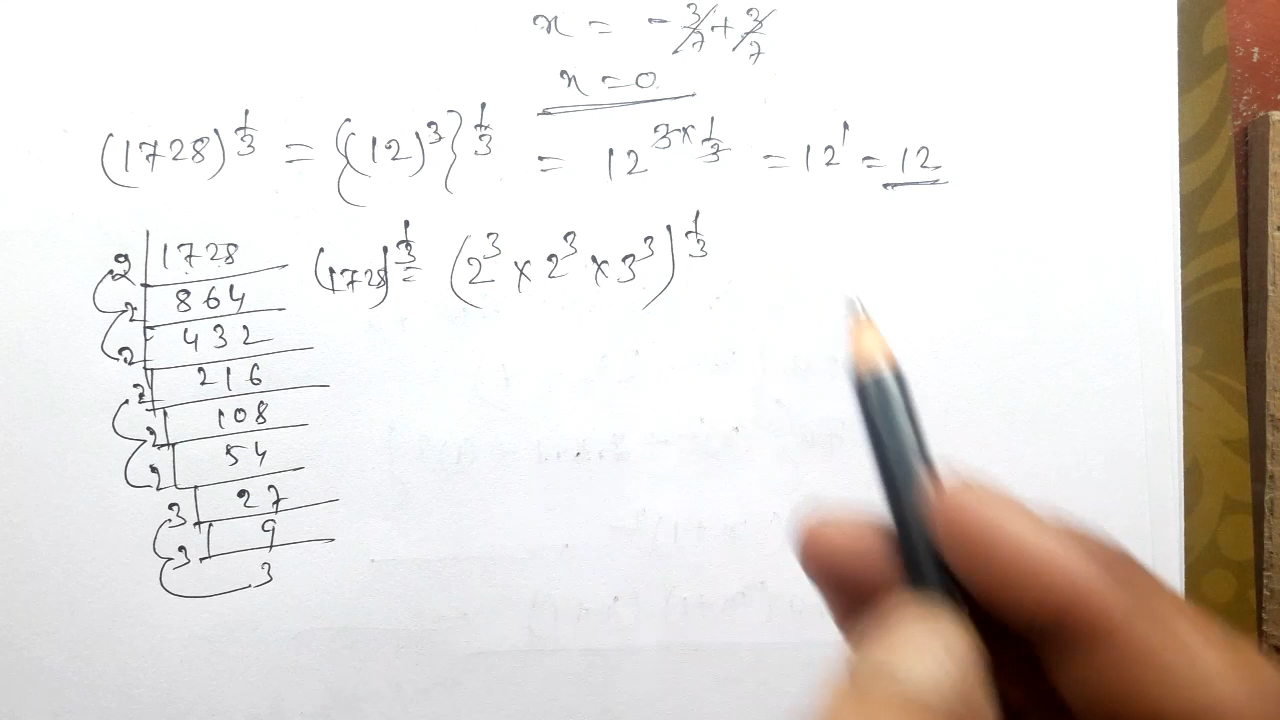 x = -3/7 + 3/7
x = 0
(1728)^1/3 = {(12)^3}^1/3 = 12^3×1/3 = 12^1 = 12
2 | 1728 (1728)^1/3 = (2^3 × 2^3 × 3^3)^1/3
2 | 864
2 | 432
2 | 216
2 | 108
2 | 54
3 | 27
3 | 9
3